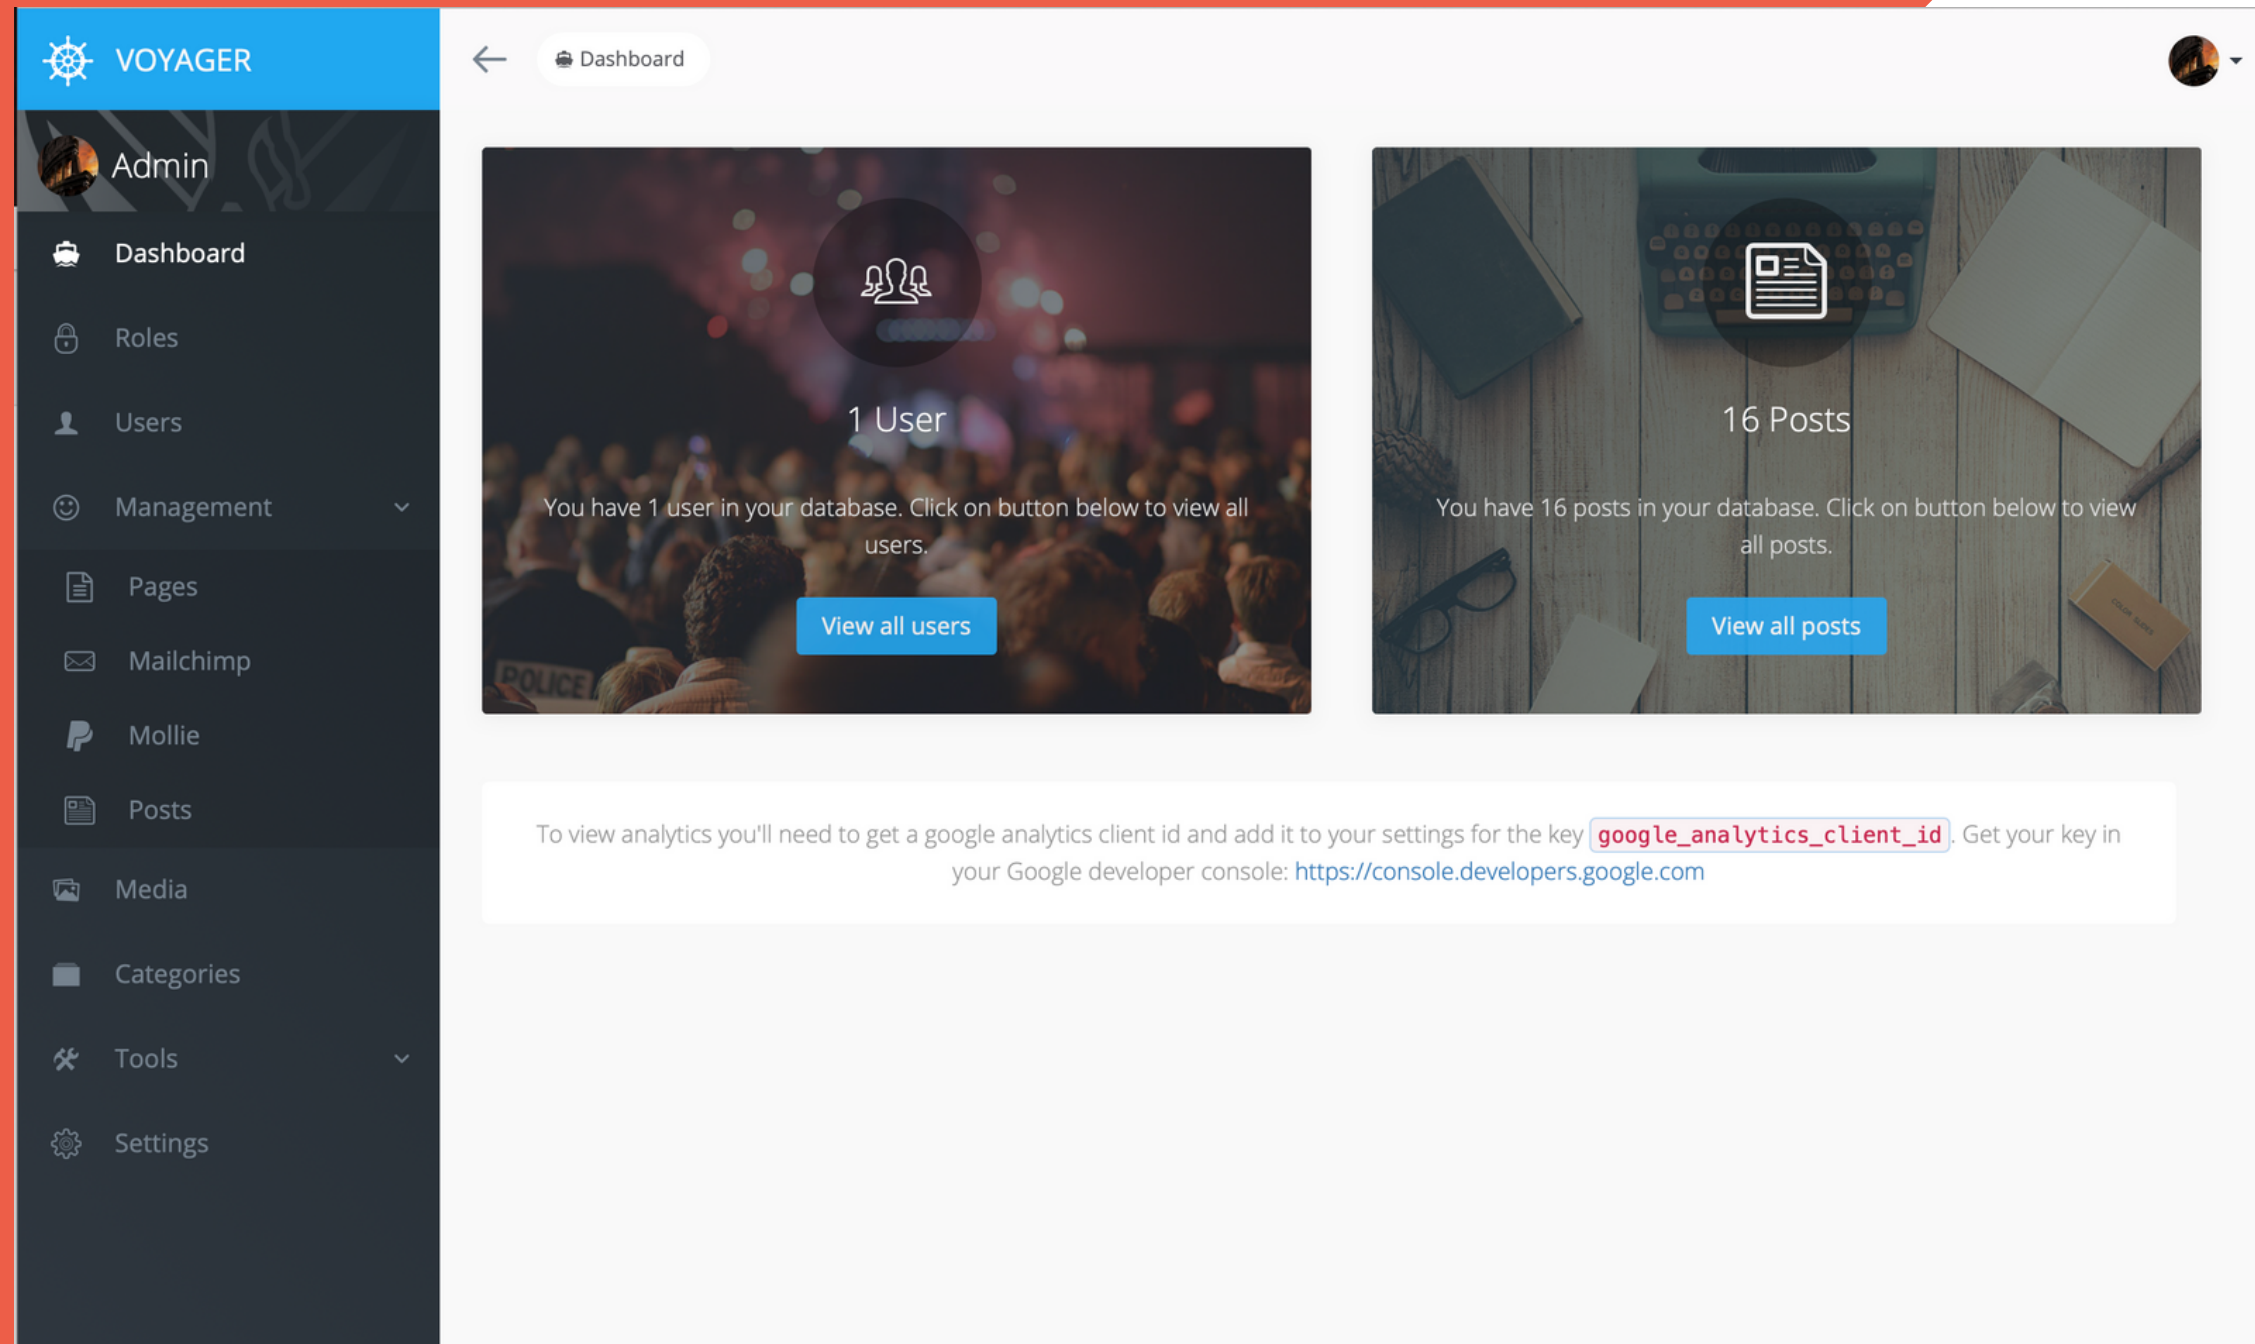 VOYAGER
Dashboard
Admin
Dashboard
Roles
Users
Management
Pages
Mailchimp
Mollie
Posts
Media
Categories
Tools
Settings
1 User
You have 1 user in your database. Click on button below to view all
users.
View all users
POLICE
16 Posts
You have 16 posts in your database. Click on button below to view
all posts.
View all posts
To view analytics you'll need to get a google analytics client id and add it to your settings for the key google_analytics_client_id. Get your key in
your Google developer console: https://console.developers.google.com